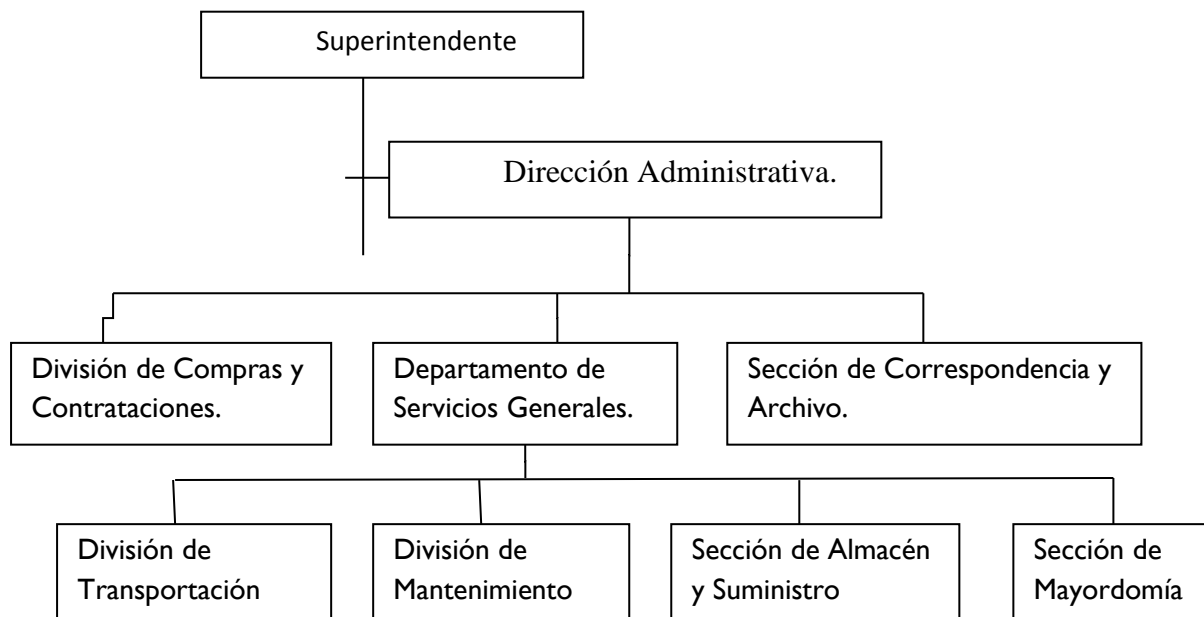 Superintendente
Dirección Administrativa.
División de Compras y
Contrataciones.
Departamento de
Servicios Generales.
Sección de Correspondencia y
Archivo.
División de
Transportación
División de
Mantenimiento
Sección de Almacén
y Suministro
Sección de
Mayordomía